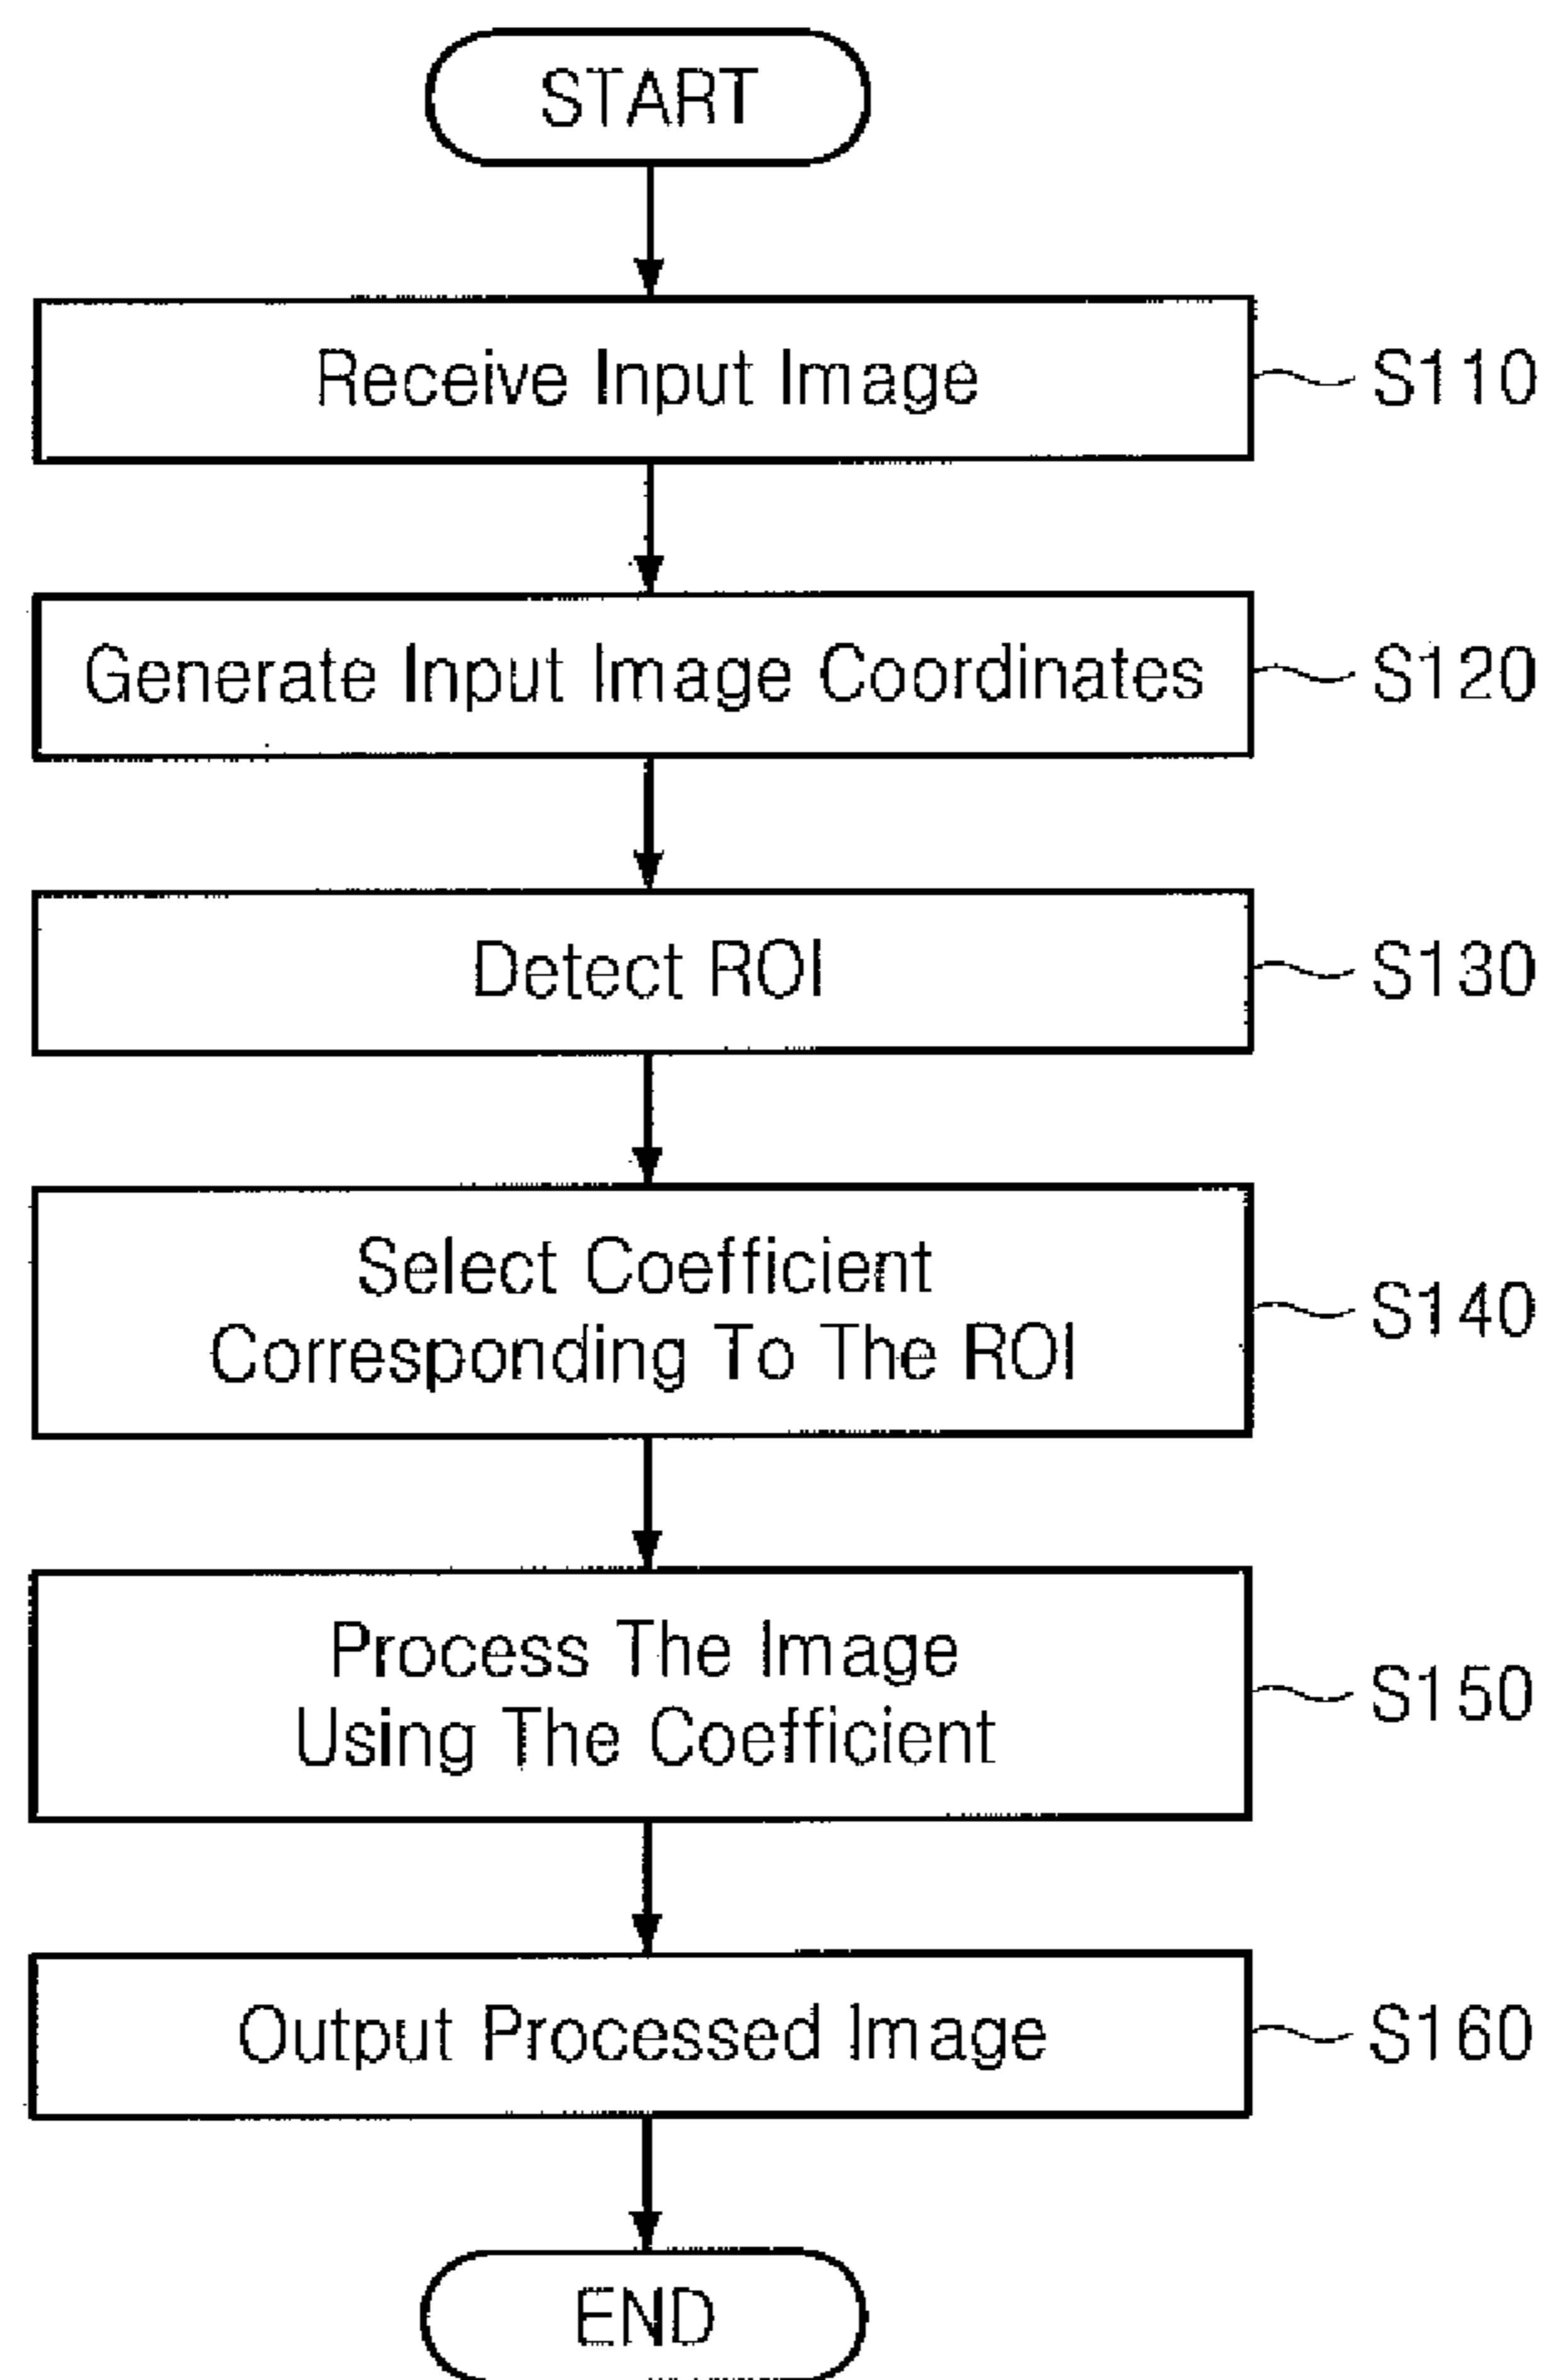 START
Receive Input Image
S110
Generate Input Image Coordinates
S120
Detect ROI
S130
Select Coefficient
Corresponding To The ROI
S140
Process The Image
Using The Coefficient
S150
Output Processed Image
S160
END